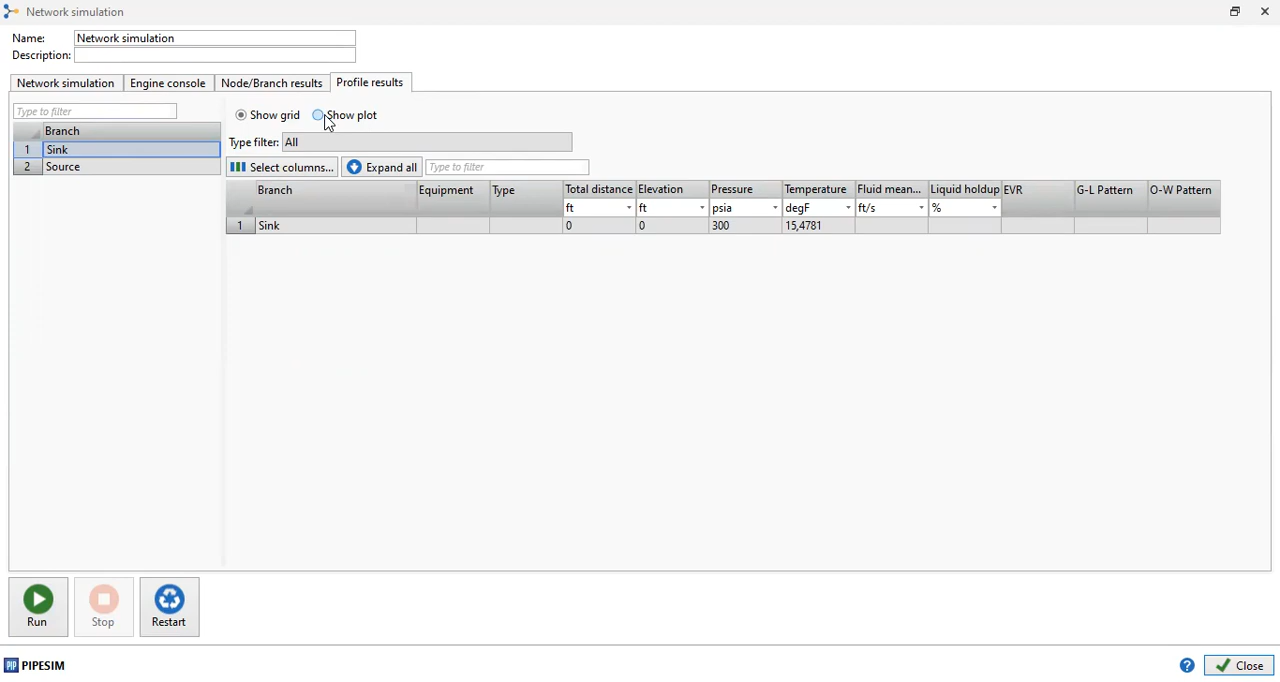 Network simulation
Name: Network simulation
Description:
Network simulation Engine console Node/Branch results Profile results
Type to filter
Branch
1 Sink
2 Source
Show grid Show plot
Type filter: All
Select columns... Expand all Type to filter
Branch Equipment Type Total distance Elevation Pressure Temperature Fluid mean... Liquid holdup EVR G-L Pattern O-W Pattern
ft ft psia degF ft/s %
1 Sink 0 0 300 15,4781
Run Stop Restart
PIP PIPESIM ? Close